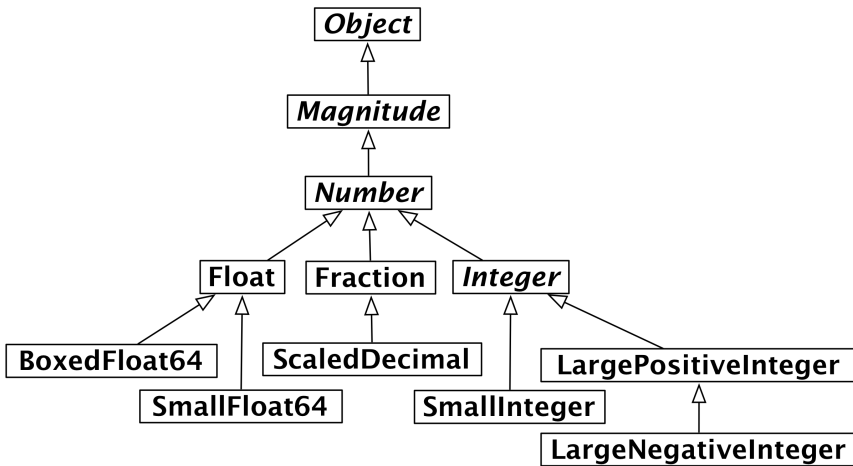 Object
Magnitude
Number
Float
Fraction
Integer
BoxedFloat64
ScaledDecimal
LargePositiveInteger
SmallFloat64
SmallInteger
LargeNegativeInteger